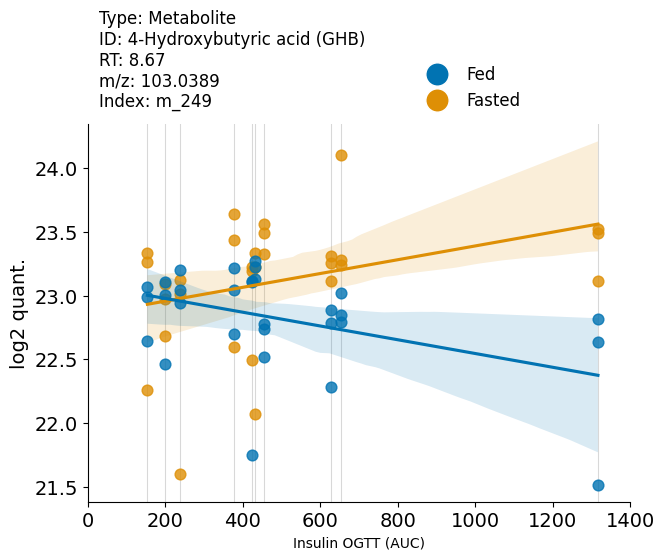 Type: Metabolite
ID: 4-Hydroxybutyric acid (GHB)
RT: 8.67
m/z: 103.0389
Index: m_249
Fed
Fasted
24.0
23.5
23.0
22.5
22.0
21.5
log2 quant.
0 200 400 600 800 1000 1200 1400
Insulin OGTT (AUC)